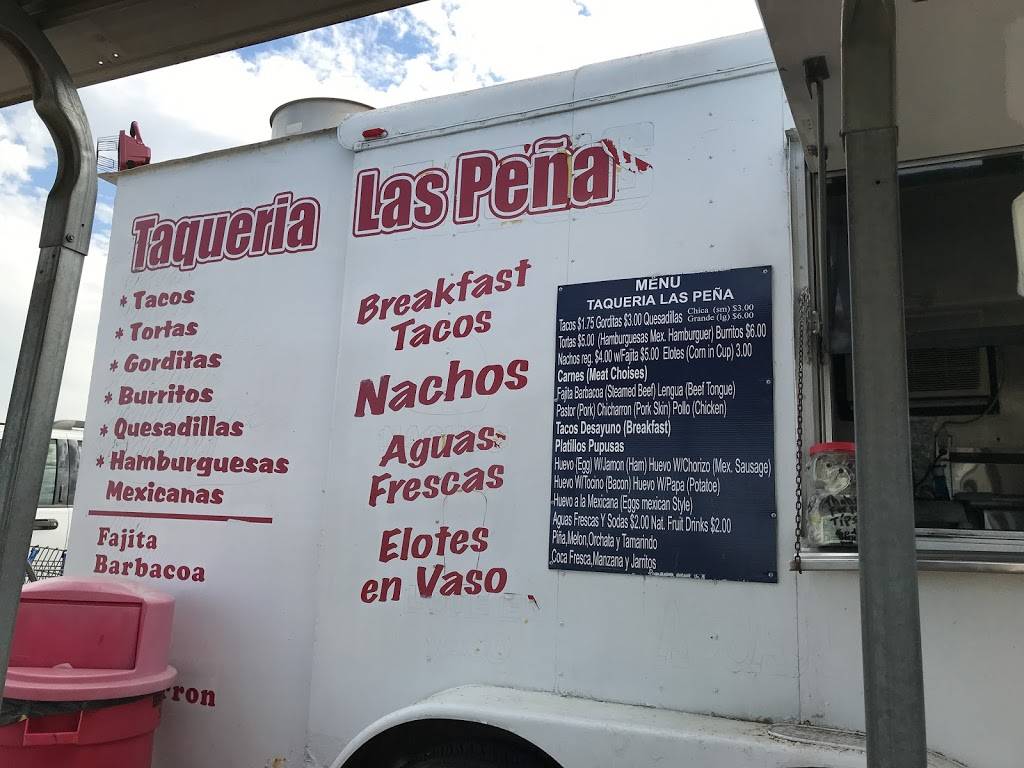 Taqueria
* Tacos
* Tortas
* Gorditas
* Burritos
* Quesadillas
* Hamburguesas
Mexicanas
Fajita
Barbacoa
rron
Las Peña
Breakfast
Tacos
Nachos
Aguas
Frescas
Elotes
en Vaso
MENU
TAQUERIA LAS PEÑA
Tacos $1.75 Gorditas $3.00 Quesadillas Chica (sm) $3.00
Grande (lg) $6.00
Tortas $5.00 (Hamburguesas Mex. Hamburguer) Burritos $6.00
Nachos reg. $4.00 w/Fajita $5.00 Elotes (Corn in Cup) 3.00
Carnes (Meat Choises)
Fajita Barbacoa (Steamed Beef) Lengua (Beef Tongue)
Pastor (Pork) Chicharron (Pork Skin) Pollo (Chicken)
Tacos Desayuno (Breakfast)
Platillos Pupusas
Huevo (Egg) W/Jamon (Ham) Huevo W/Chorizo (Mex. Sausage)
Huevo W/Tocino (Bacon) Huevo W/Papa (Potatoe)
Huevo a la Mexicana (Eggs mexican Style)
Aguas Frescas Y Sodas $2.00 Nat. Fruit Drinks $2.00
Piña,Melon,Orchata y Tamarindo
Coca Fresca,Manzana y Jarritos
TIPS